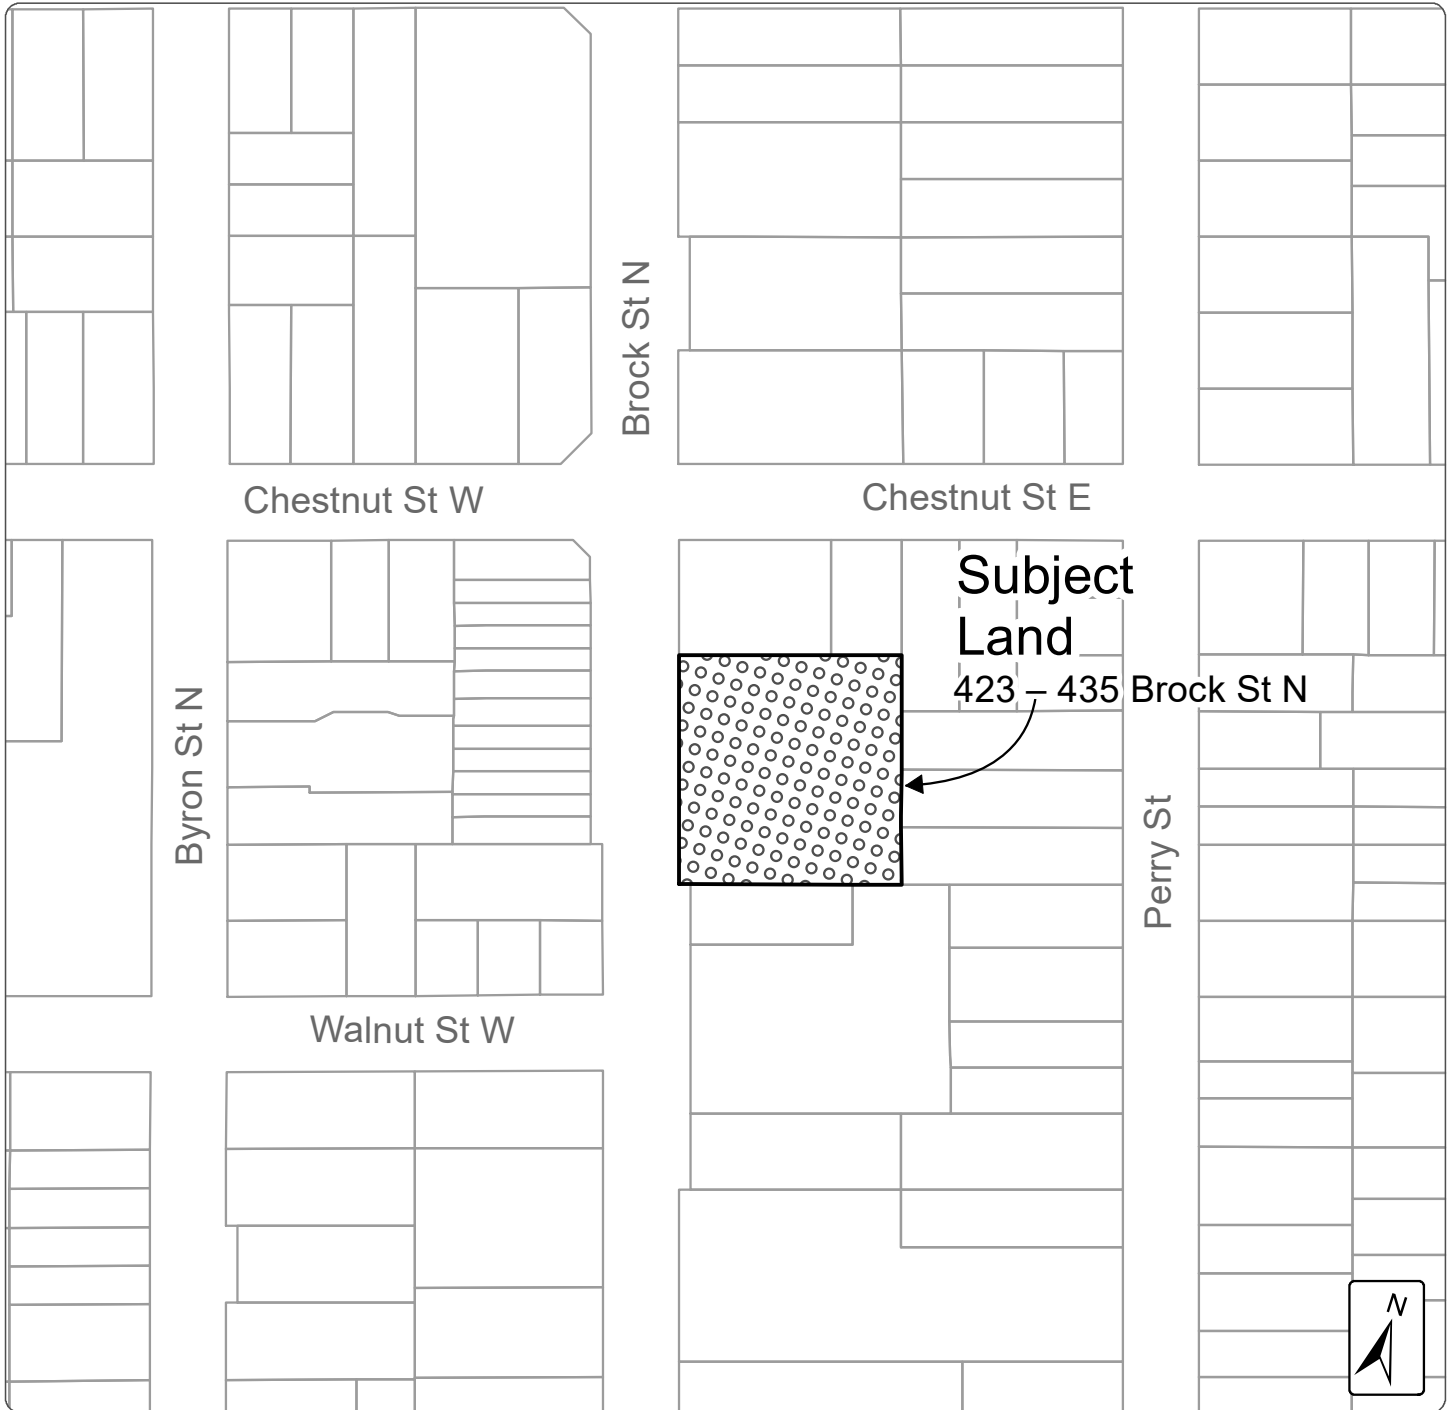 Brock St N
Chestnut St W
Chestnut St E
Subject
Land
423 – 435 Brock St N
Byron St N
Perry St
Walnut St W
N